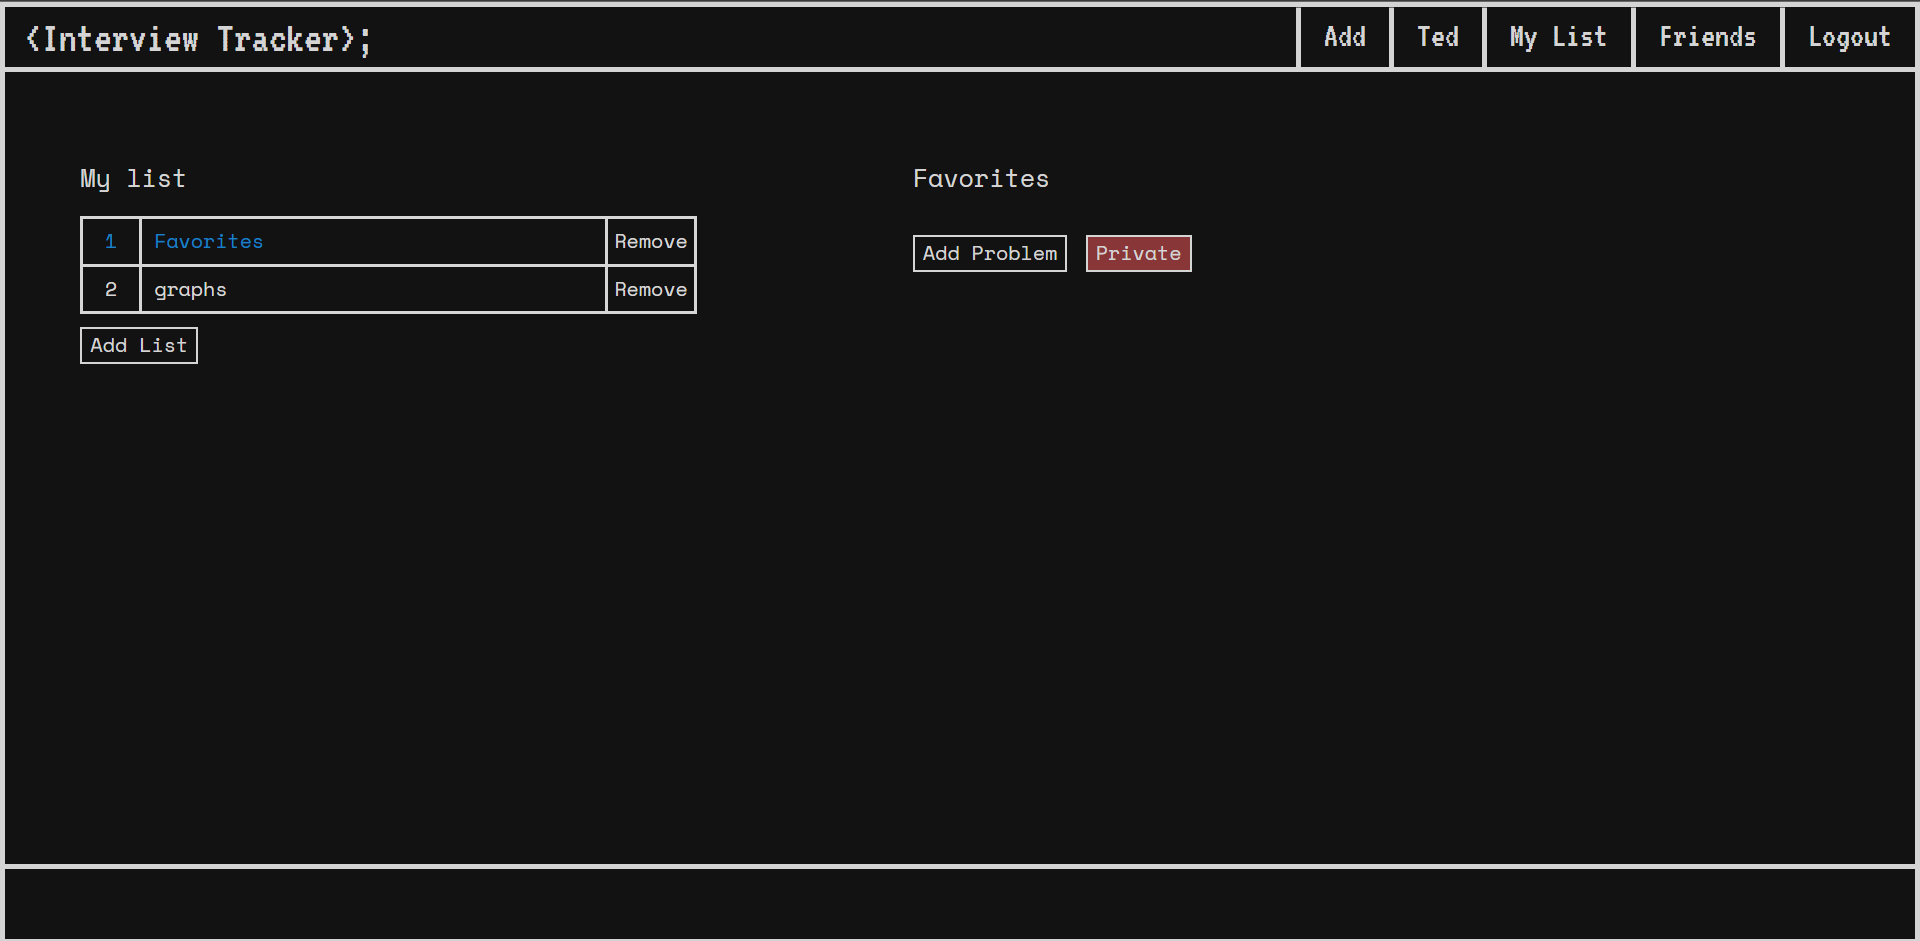 <Interview Tracker>;
Add
Ted
My List
Friends
Logout
My list
1 Favorites Remove
2 graphs Remove
Add List
Favorites
Add Problem
Private